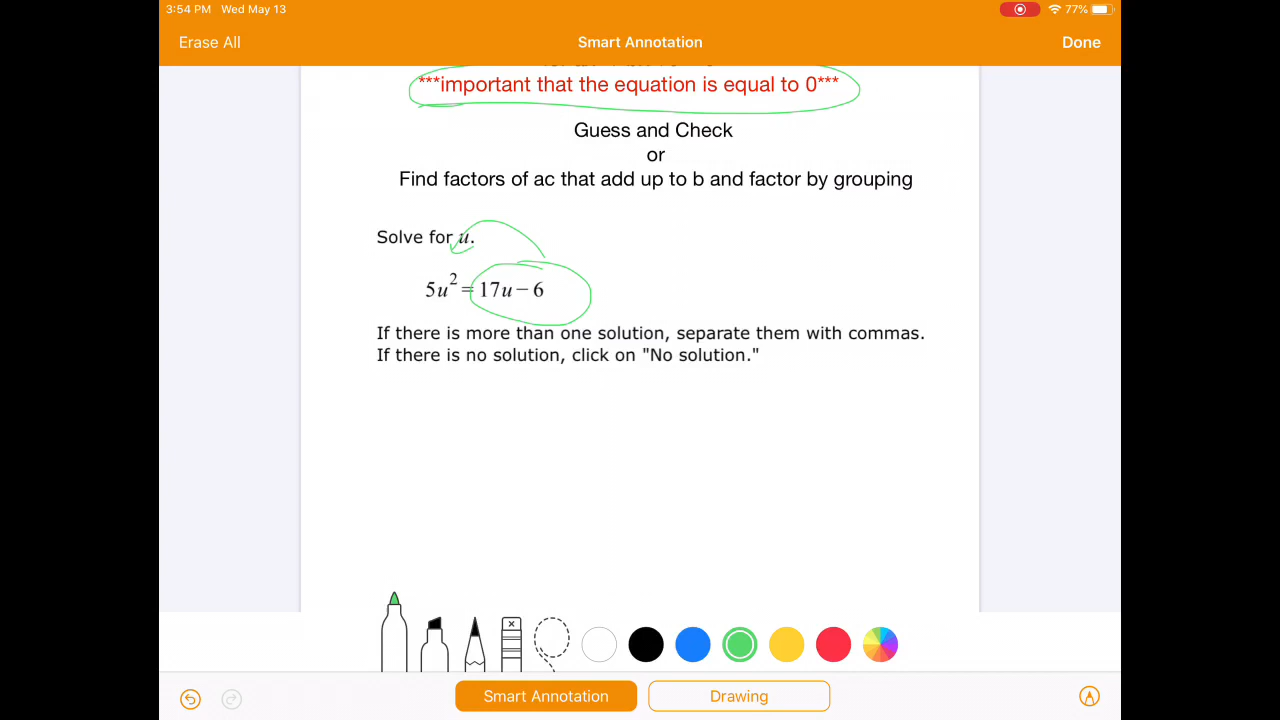 3:54 PM Wed May 13
77%
Erase All
Smart Annotation
Done
***important that the equation is equal to 0***
Guess and Check
or
Find factors of ac that add up to b and factor by grouping
Solve for u.
5u² = 17u − 6
If there is more than one solution, separate them with commas.
If there is no solution, click on "No solution."
Smart Annotation
Drawing